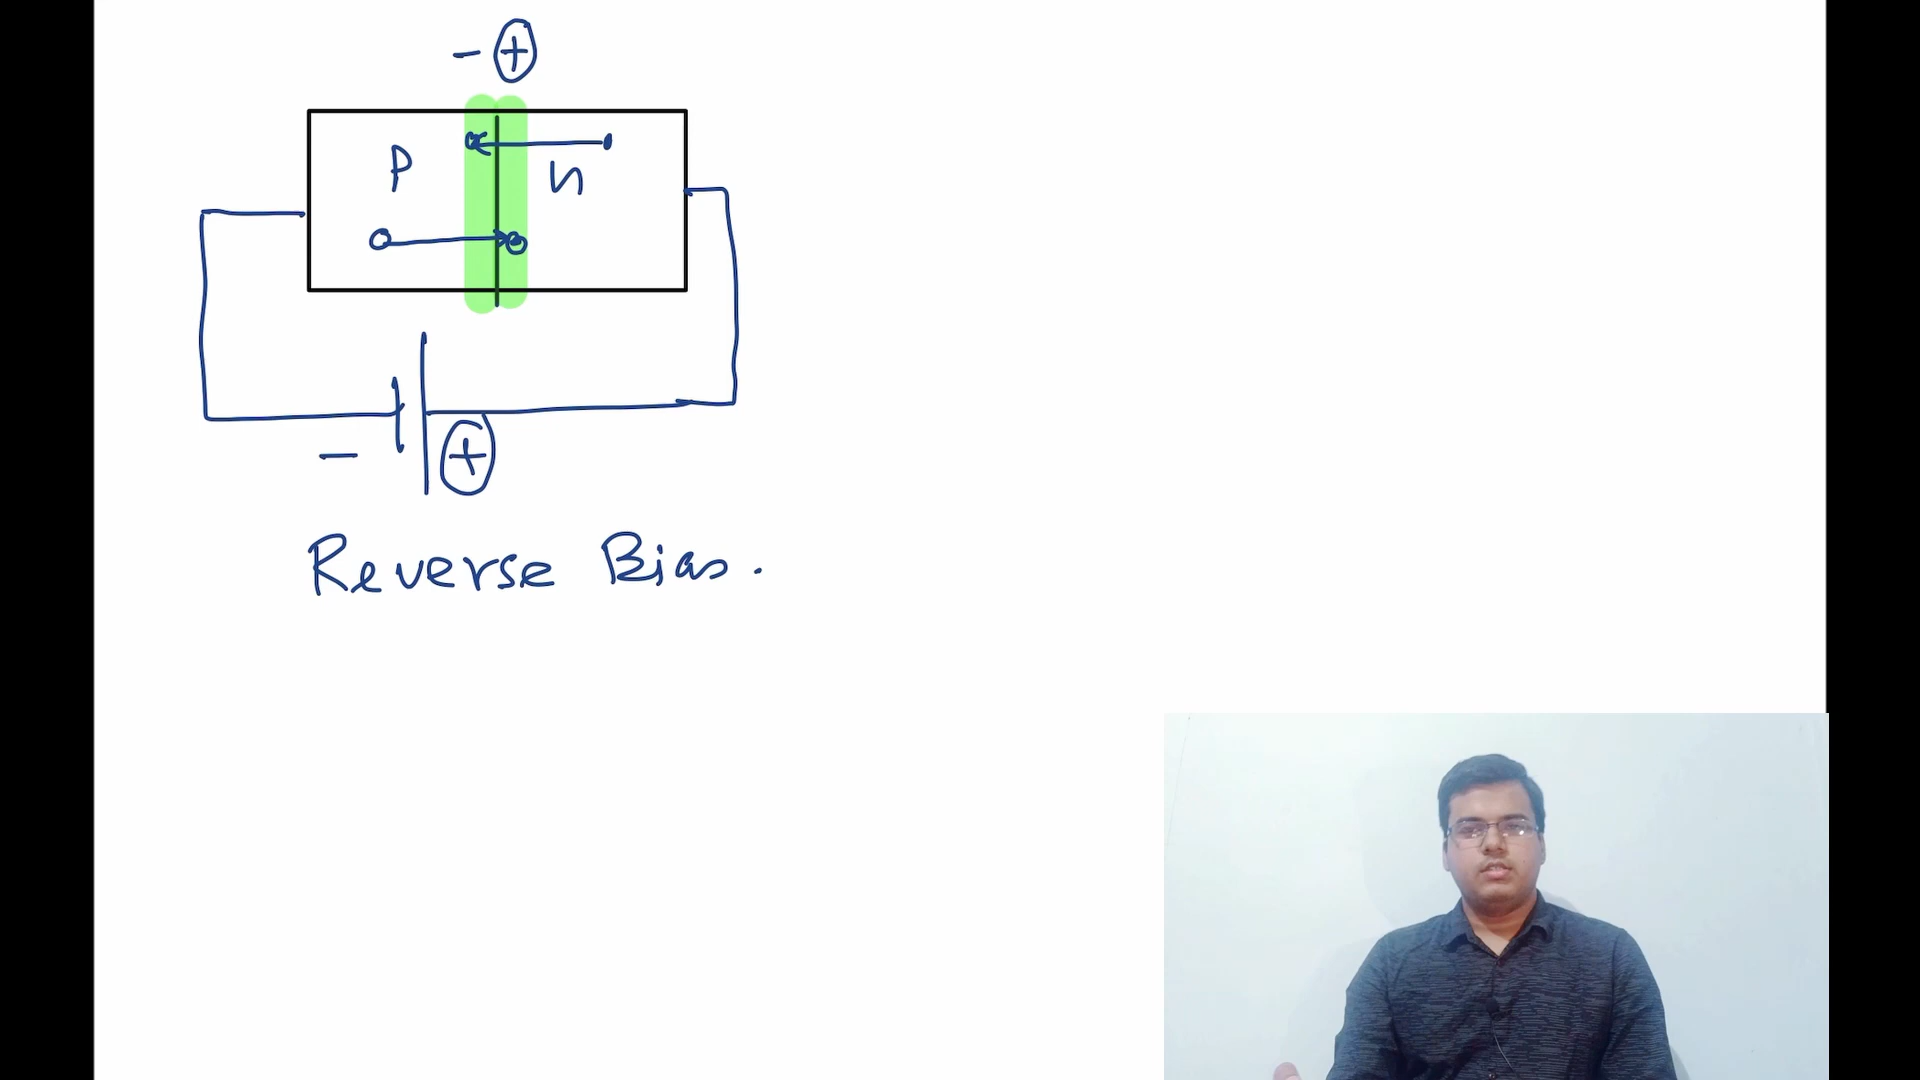 - +
P n
- +
Reverse Bias.